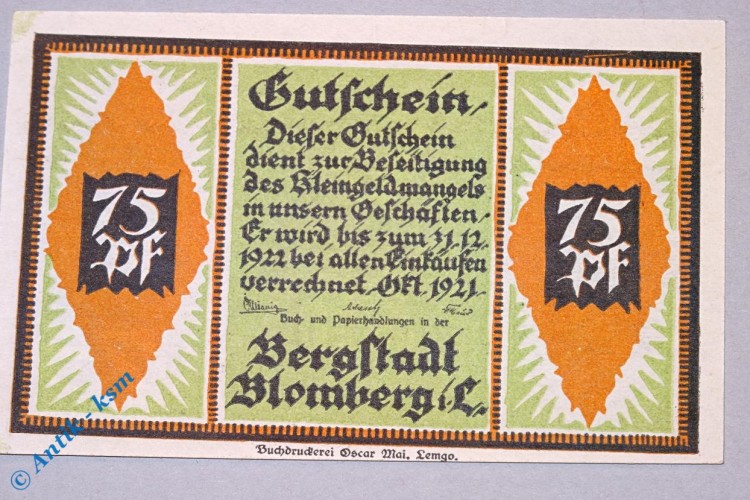 75
Pf
Gutschein
Dieser Gutschein
dient zur Beseitigung
des Kleingeldmangels
in unsern Geschäften
Er wird bis zum 31.12.
1922 bei allen Einkäufen
verrechnet Okt. 1921.
Buch- und Papierhandlungen in der
Bergstadt
Blomberg i. L.
75
Pf
Buchdruckerei Oscar Mai, Lemgo.
© Antik - ksm